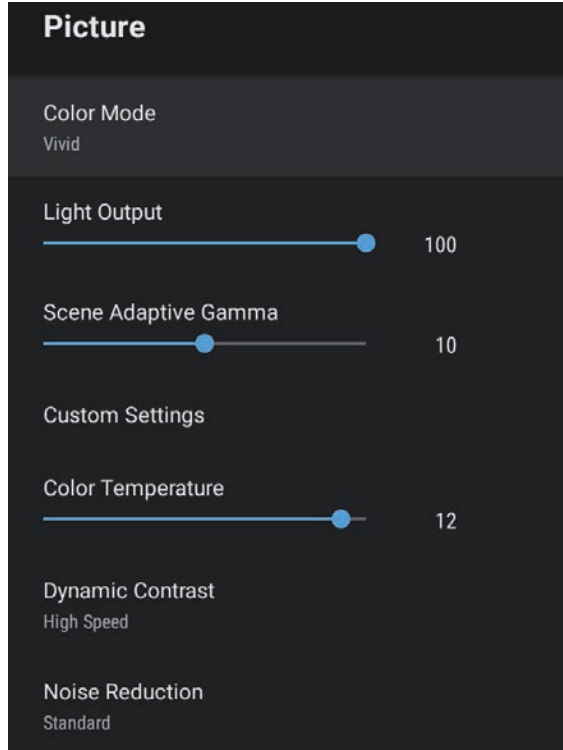 Picture
Color Mode
Vivid
Light Output
100
Scene Adaptive Gamma
10
Custom Settings
Color Temperature
12
Dynamic Contrast
High Speed
Noise Reduction
Standard